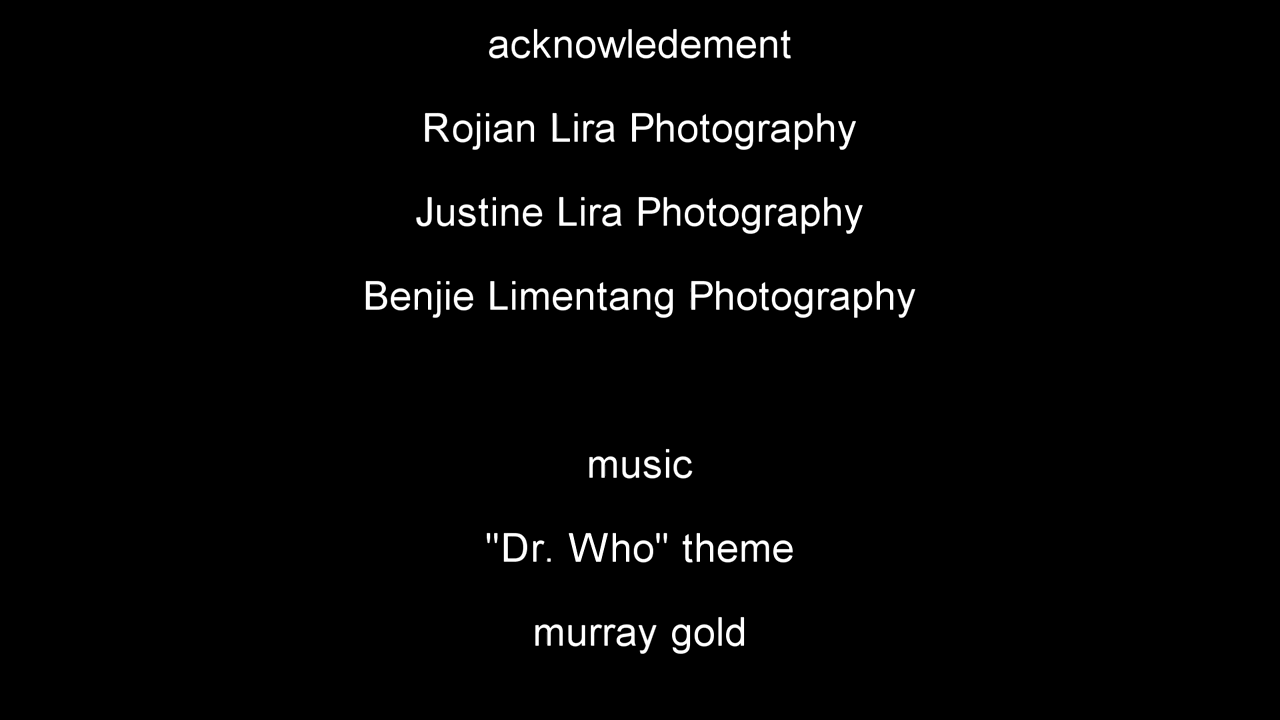 acknowledement
Rojian Lira Photography
Justine Lira Photography
Benjie Limentang Photography
music
"Dr. Who" theme
murray gold